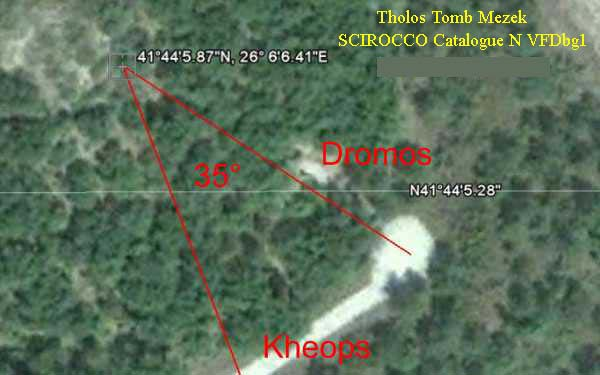 Tholos Tomb Mezek
SCIROCCO Catalogue N VFDbg1
41°44'5.87"N, 26° 6'6.41"E
Dromos
35°
N41°44'5.28"
Kheops